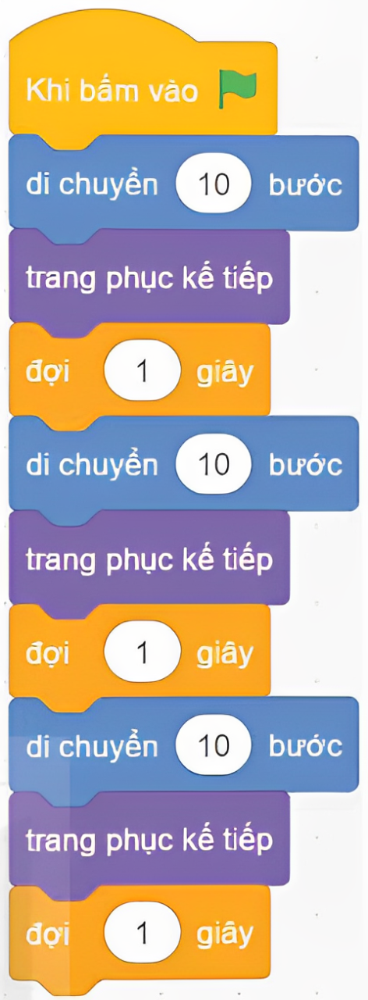 Khi bấm vào
di chuyển 10 bước
trang phục kế tiếp
đợi 1 giây
di chuyển 10 bước
trang phục kế tiếp
đợi 1 giây
di chuyển 10 bước
trang phục kế tiếp
đợi 1 giây